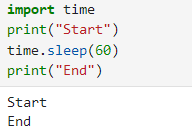 import time
print("Start")
time.sleep(60)
print("End")
Start
End